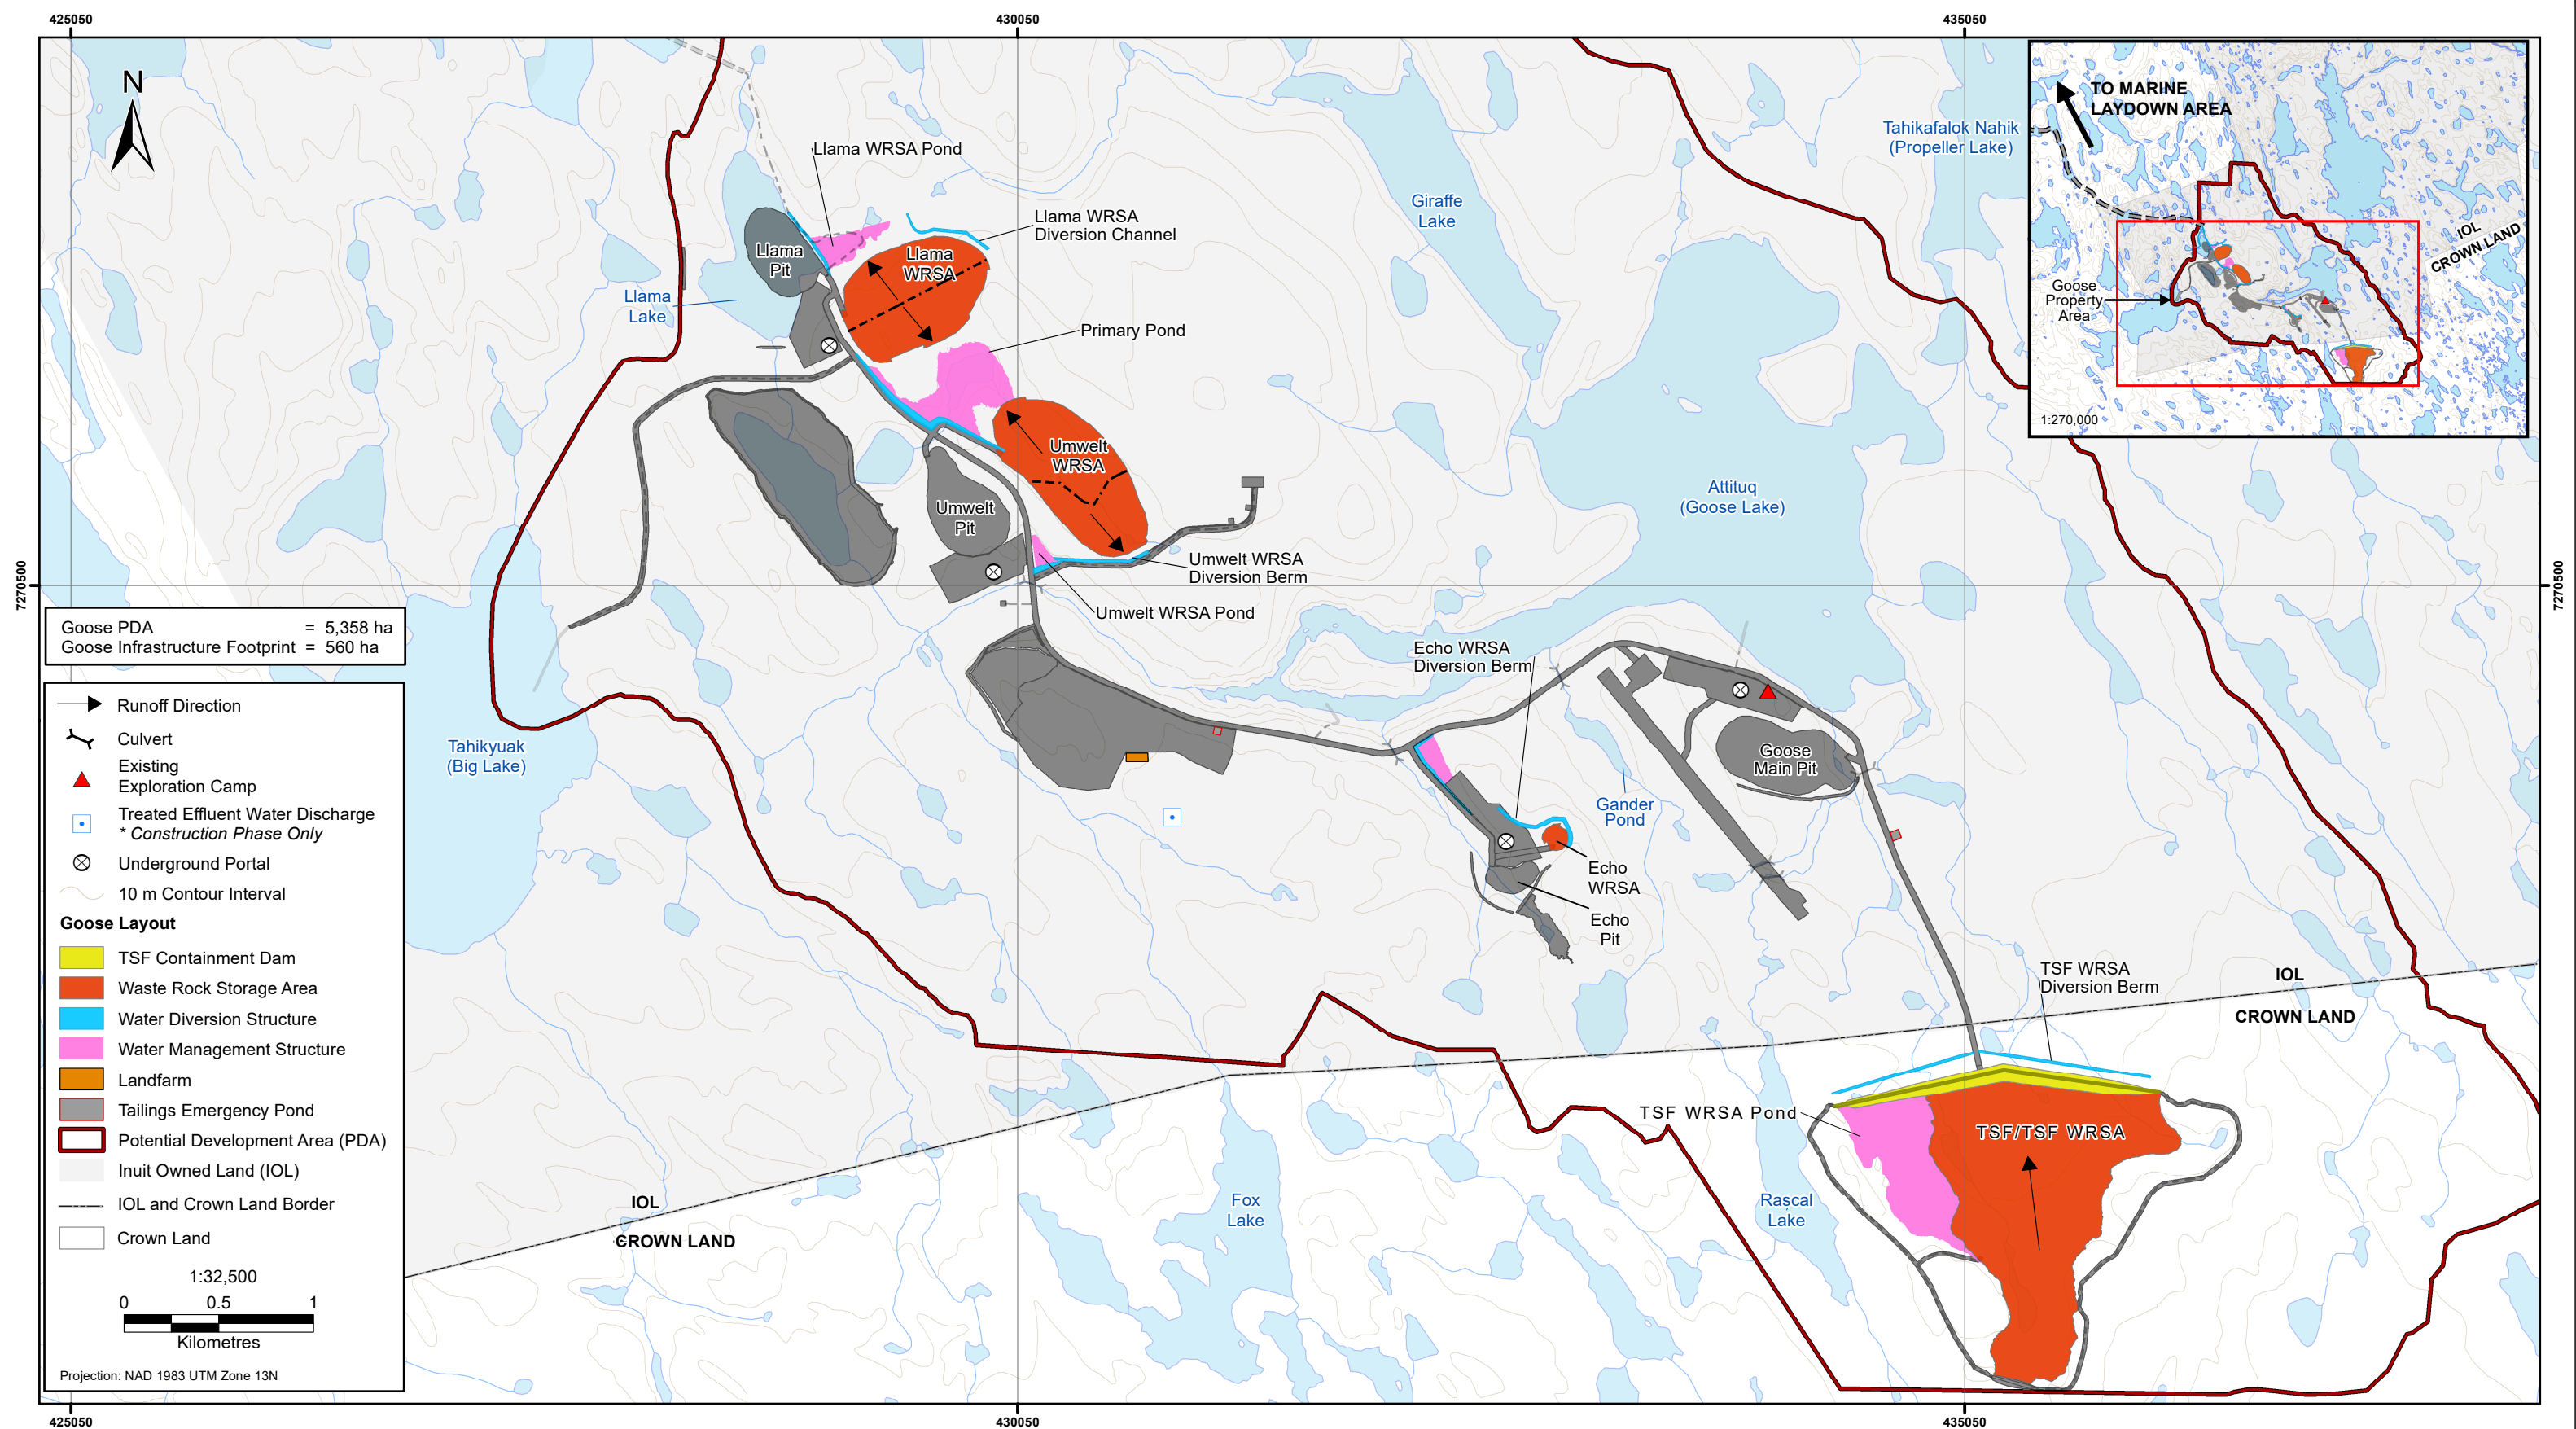 425050
430050
435050
N
TO MARINE
LAYDOWN AREA
IOL
CROWN LAND
Goose
Property
Area
1:270,000
Tahikafalok Nahik
(Propeller Lake)
Llama WRSA Pond
Giraffe
Lake
Llama WRSA
Diversion Channel
Llama
Pit
Llama
WRSA
Llama
Lake
Primary Pond
Umwelt
WRSA
Attituq
(Goose Lake)
Umwelt
Pit
Umwelt WRSA
Diversion Berm
Umwelt WRSA Pond
7270500
7270500
Goose PDA = 5,358 ha
Goose Infrastructure Footprint = 560 ha
Echo WRSA
Diversion Berm
Tahikyuak
(Big Lake)
Goose
Main Pit
Gander
Pond
Echo
WRSA
Echo
Pit
TSF WRSA
Diversion Berm
IOL
CROWN LAND
TSF WRSA Pond
TSF/TSF WRSA
Fox
Lake
Rascal
Lake
IOL
CROWN LAND
Runoff Direction
Culvert
Existing
Exploration Camp
Treated Effluent Water Discharge
* Construction Phase Only
Underground Portal
10 m Contour Interval
Goose Layout
TSF Containment Dam
Waste Rock Storage Area
Water Diversion Structure
Water Management Structure
Landfarm
Tailings Emergency Pond
Potential Development Area (PDA)
Inuit Owned Land (IOL)
IOL and Crown Land Border
Crown Land
1:32,500
0 0.5 1
Kilometres
Projection: NAD 1983 UTM Zone 13N
425050
430050
435050